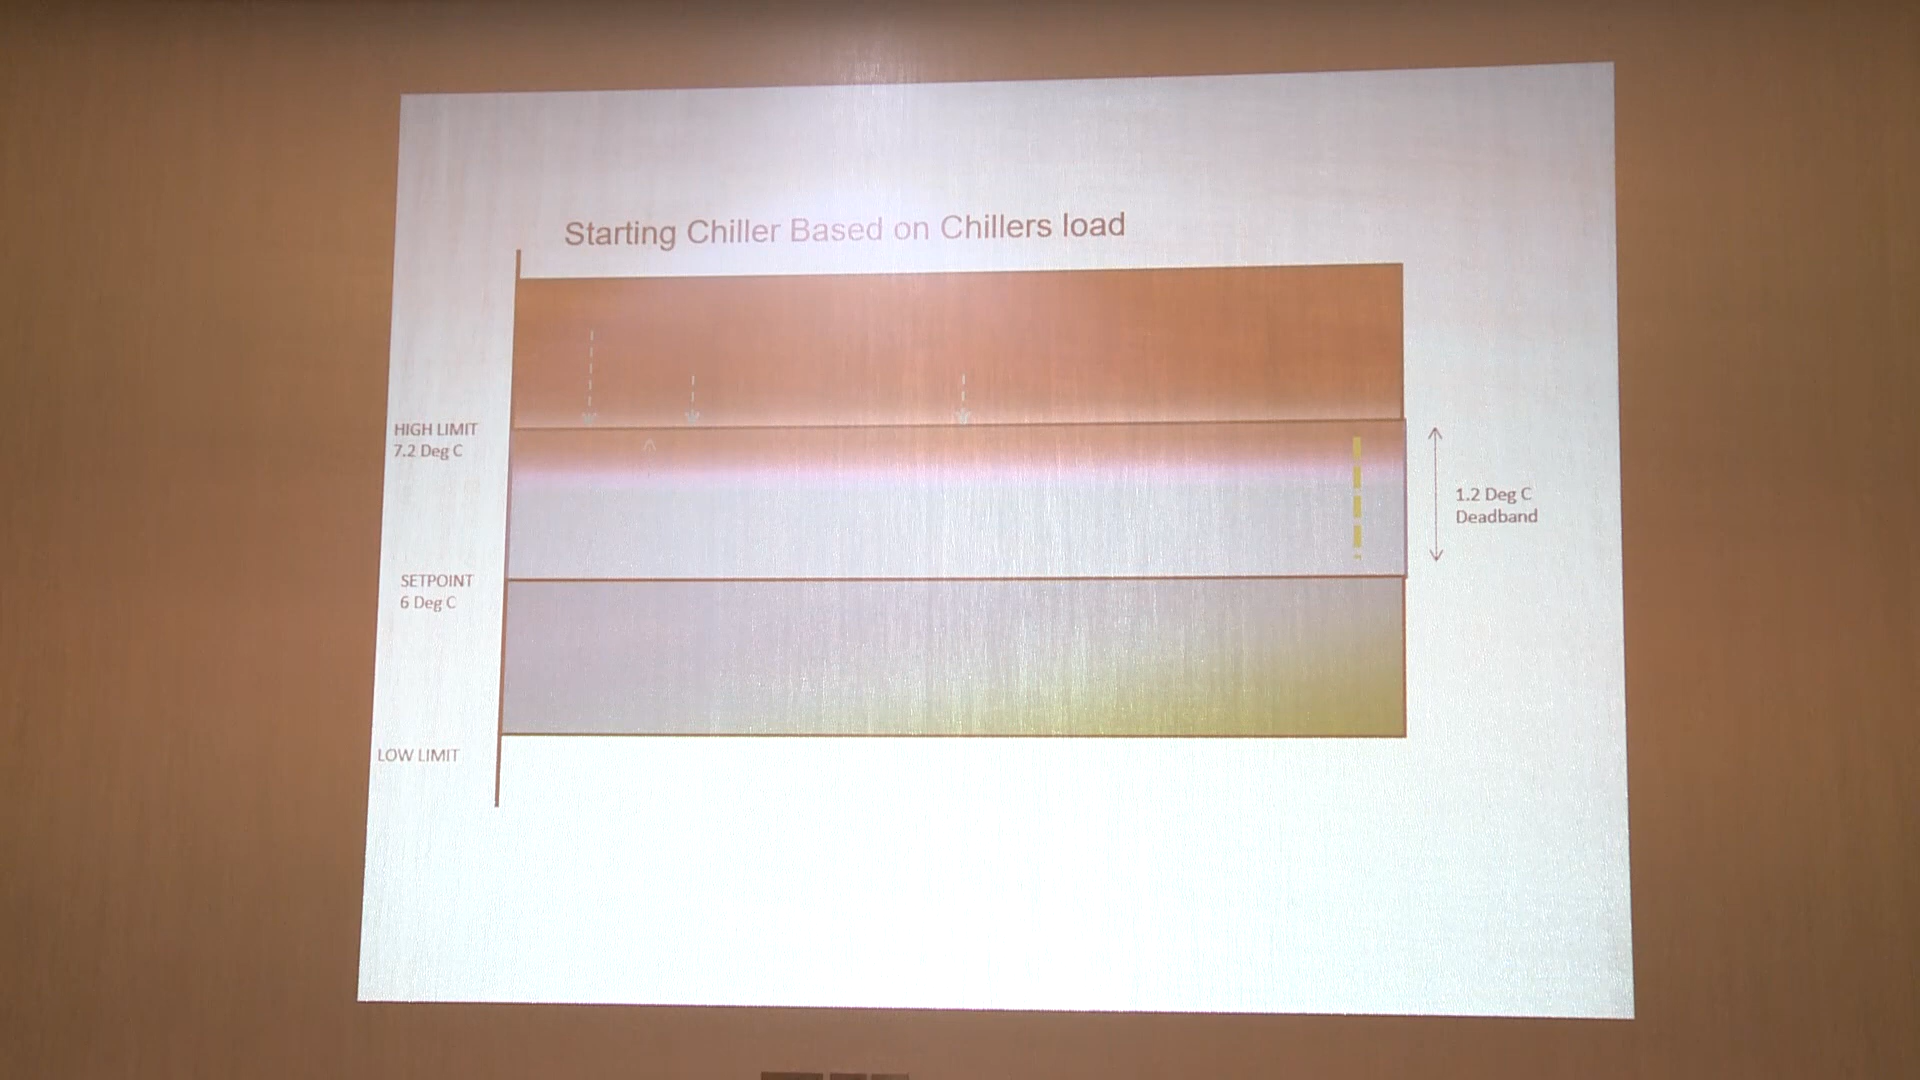 Starting Chiller Based on Chillers load
HIGH LIMIT
7.2 Deg C
1.2 Deg C
Deadband
SETPOINT
6 Deg C
LOW LIMIT